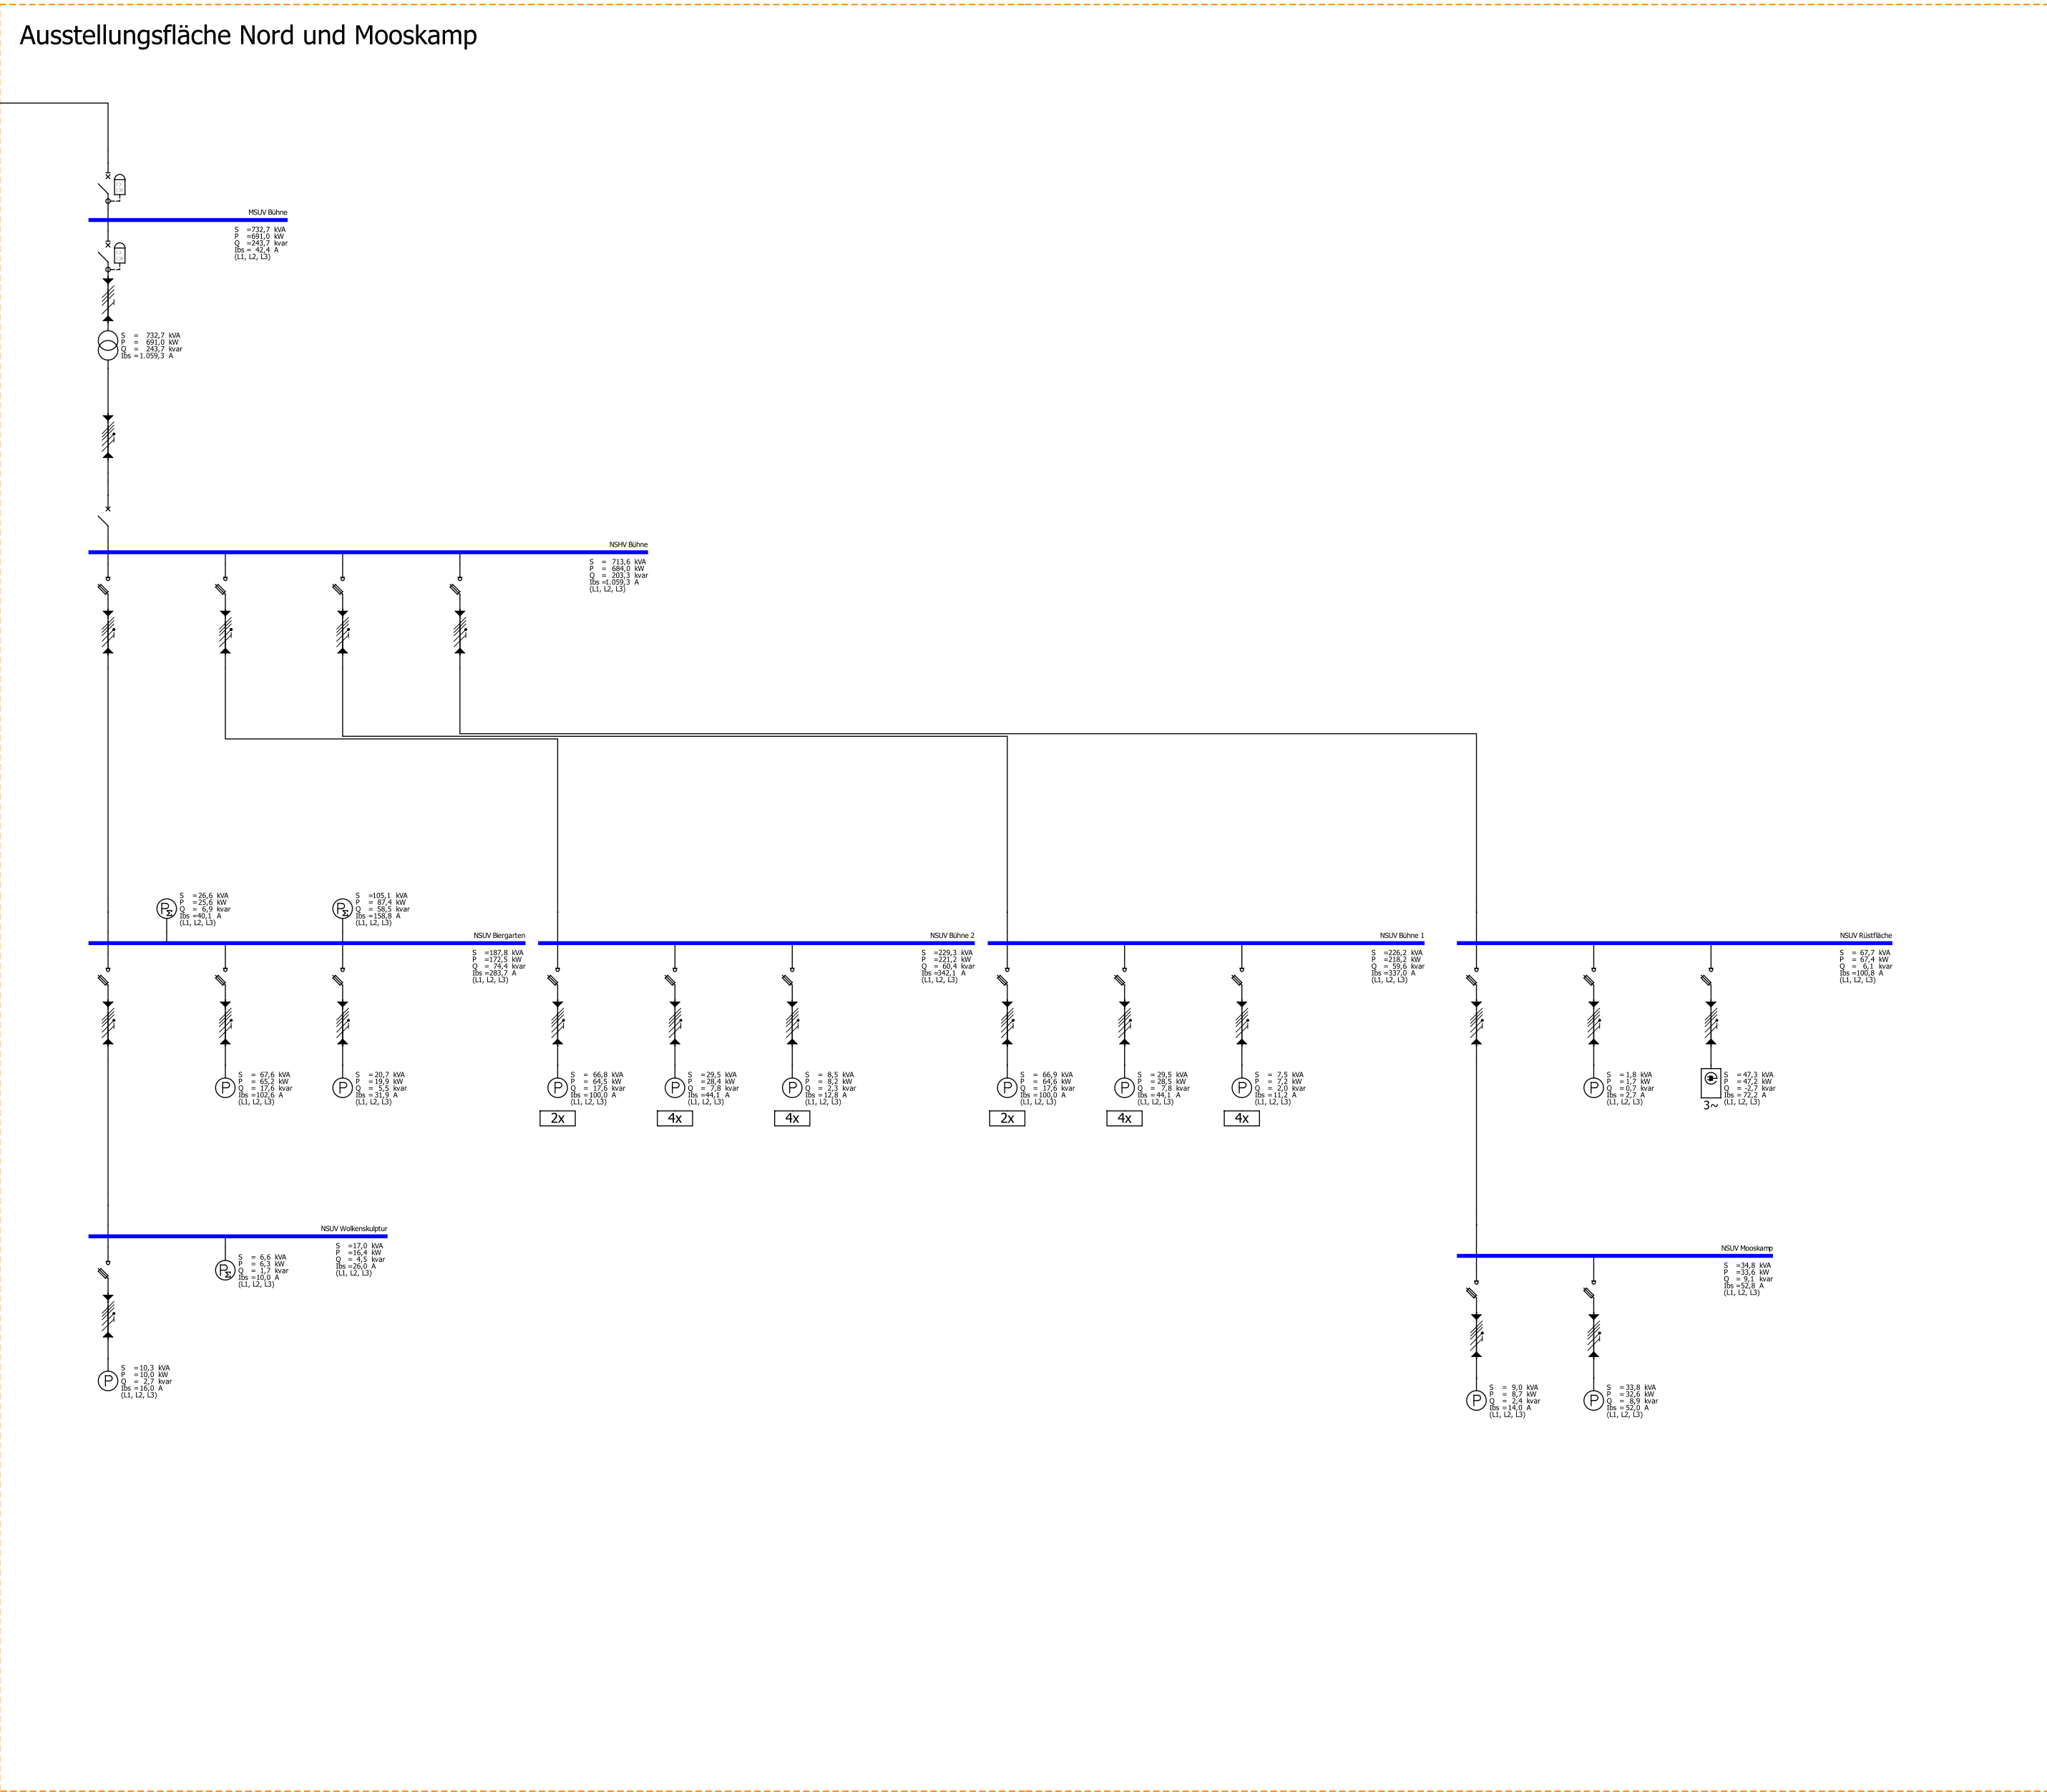 Ausstellungsfläche Nord und Mooskamp
MSUV Bühne
S =732,7 kVA
P =691,0 kW
Q =243,7 kvar
Ibs = 42,4 A
(L1, L2, L3)
S = 732,7 kVA
P = 691,0 kW
Q = 243,7 kvar
Ibs =1.059,3 A
NSHV Bühne
S = 713,6 kVA
P = 684,0 kW
Q = 203,3 kvar
Ibs =1.059,3 A
(L1, L2, L3)
S =26,6 kVA
P =25,6 kW
Q = 6,9 kvar
Ibs =40,1 A
(L1, L2, L3)
PΣ
S =105,1 kVA
P = 87,4 kW
Q = 58,5 kvar
Ibs =158,8 A
(L1, L2, L3)
PΣ
NSUV Biergarten
S =187,8 kVA
P =172,5 kW
Q = 74,4 kvar
Ibs =283,7 A
(L1, L2, L3)
NSUV Bühne 2
S =229,3 kVA
P =221,2 kW
Q = 60,4 kvar
Ibs =342,1 A
(L1, L2, L3)
NSUV Bühne 1
S =226,2 kVA
P =218,2 kW
Q = 59,6 kvar
Ibs =337,0 A
(L1, L2, L3)
NSUV Rüstfläche
S = 67,7 kVA
P = 67,4 kW
Q = 6,1 kvar
Ibs =100,8 A
(L1, L2, L3)
P
S = 67,6 kVA
P = 65,2 kW
Q = 17,6 kvar
Ibs =102,6 A
(L1, L2, L3)
P
S =20,7 kVA
P =19,9 kW
Q = 5,5 kvar
Ibs =31,9 A
(L1, L2, L3)
P
S = 66,8 kVA
P = 64,5 kW
Q = 17,6 kvar
Ibs =100,0 A
(L1, L2, L3)
2x
P
S =29,5 kVA
P =28,4 kW
Q = 7,8 kvar
Ibs =44,1 A
(L1, L2, L3)
4x
P
S = 8,5 kVA
P = 8,2 kW
Q = 2,3 kvar
Ibs =12,8 A
(L1, L2, L3)
4x
P
S = 66,9 kVA
P = 64,6 kW
Q = 17,6 kvar
Ibs =100,0 A
(L1, L2, L3)
2x
P
S =29,5 kVA
P =28,5 kW
Q = 7,8 kvar
Ibs =44,1 A
(L1, L2, L3)
4x
P
S = 7,5 kVA
P = 7,2 kW
Q = 2,0 kvar
Ibs =11,2 A
(L1, L2, L3)
4x
P
S =1,8 kVA
P =1,7 kW
Q =0,7 kvar
Ibs =2,7 A
(L1, L2, L3)
S = 47,3 kVA
P = 47,2 kW
Q = -2,7 kvar
Ibs = 72,2 A
(L1, L2, L3)
3~
NSUV Wolkenskulptur
S =17,0 kVA
P =16,4 kW
Q = 4,5 kvar
Ibs =26,0 A
(L1, L2, L3)
PΣ
S = 6,6 kVA
P = 6,3 kW
Q = 1,7 kvar
Ibs =10,0 A
(L1, L2, L3)
NSUV Mooskamp
S =34,8 kVA
P =33,6 kW
Q = 9,1 kvar
Ibs =52,8 A
(L1, L2, L3)
P
S =10,3 kVA
P =10,0 kW
Q = 2,7 kvar
Ibs =16,0 A
(L1, L2, L3)
P
S = 9,0 kVA
P = 8,7 kW
Q = 2,4 kvar
Ibs =14,0 A
(L1, L2, L3)
P
S =33,8 kVA
P =32,6 kW
Q = 8,9 kvar
Ibs =52,0 A
(L1, L2, L3)